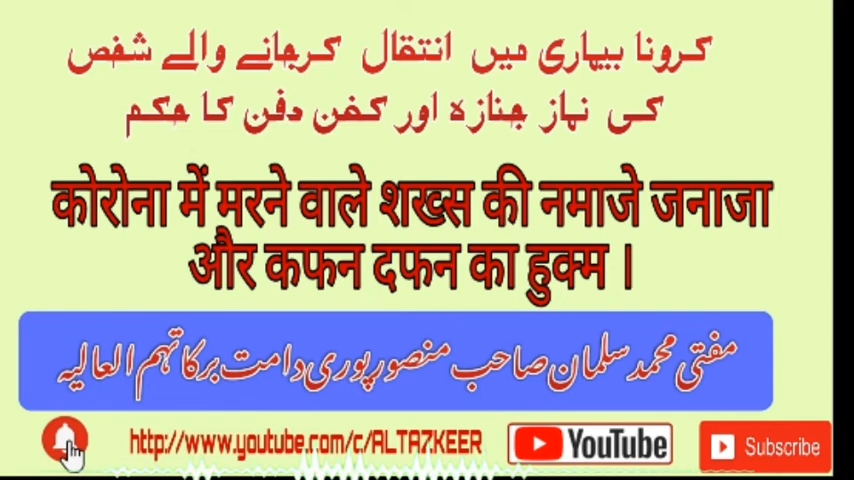 کرونا بیماری میں انتقال کرجانے والے شخص
کی نماز جنازہ اور کفن دفن کا حکم
कोरोना में मरने वाले शख्स की नमाजे जनाजा
और कफन दफन का हुक्म ।
مفتی محمد سلمان صاحب منصورپوری دامت برکاتہم العالیہ
http://www.youtube.com/c/ALTAZKEER
YouTube
Subscribe